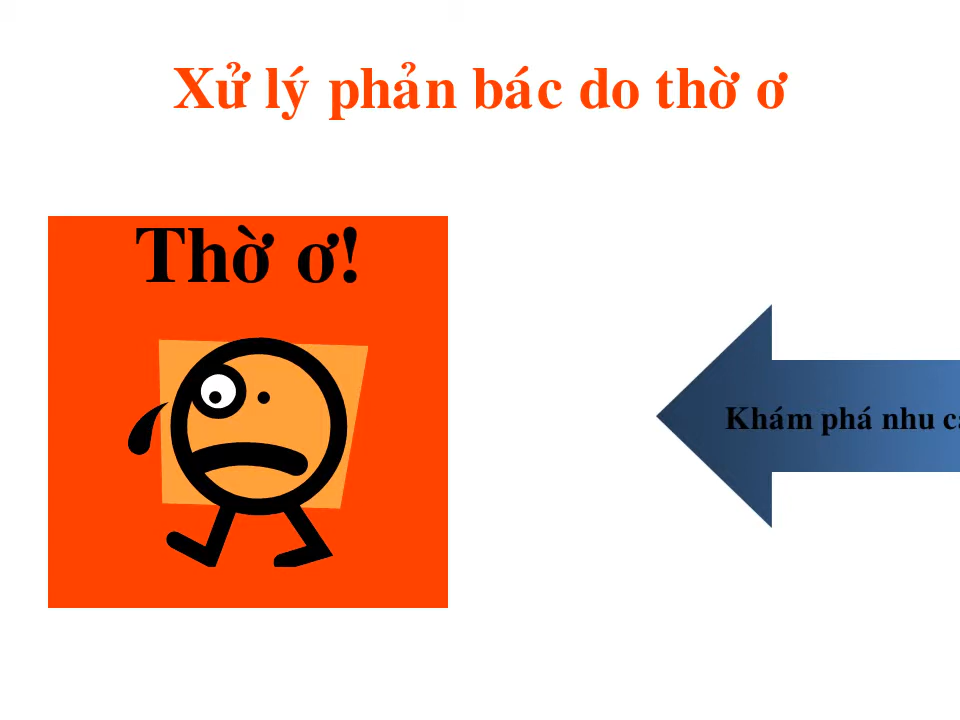 Xử lý phản bác do thờ ơ
Thờ ơ!
Khám phá nhu